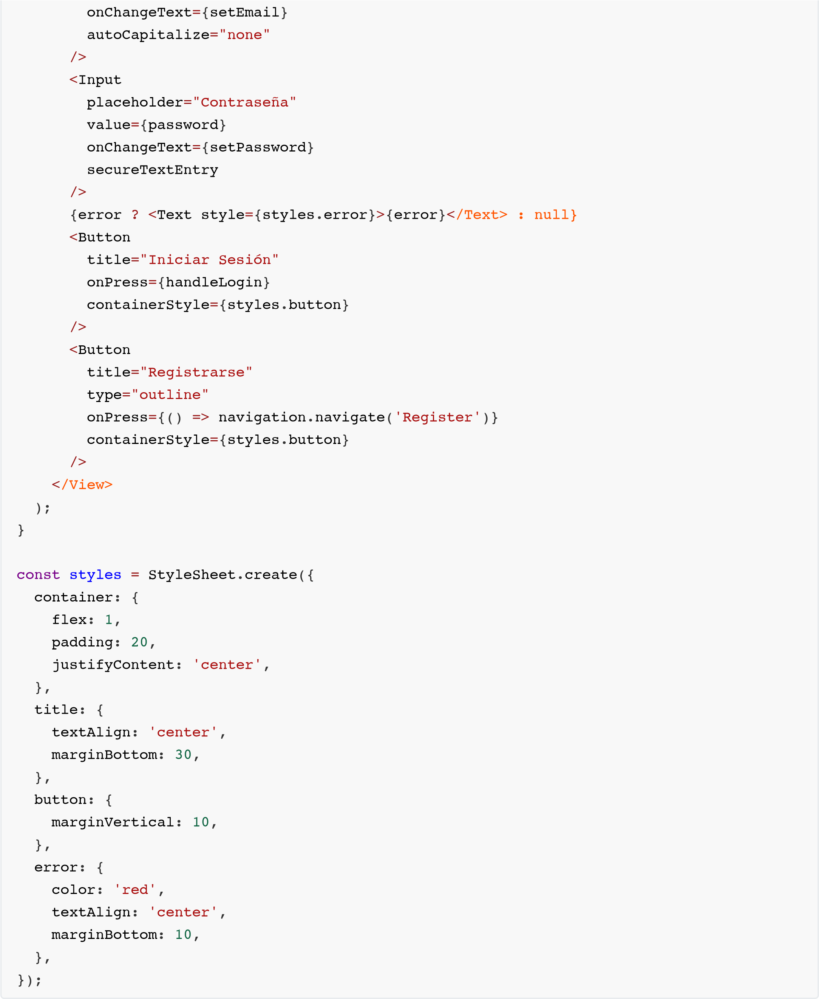 onChangeText={setEmail}
        autoCapitalize="none"
      />
      <Input
        placeholder="Contraseña"
        value={password}
        onChangeText={setPassword}
        secureTextEntry
      />
      {error ? <Text style={styles.error}>{error}</Text> : null}
      <Button
        title="Iniciar Sesión"
        onPress={handleLogin}
        containerStyle={styles.button}
      />
      <Button
        title="Registrarse"
        type="outline"
        onPress={() => navigation.navigate('Register')}
        containerStyle={styles.button}
      />
    </View>
  );
}

const styles = StyleSheet.create({
  container: {
    flex: 1,
    padding: 20,
    justifyContent: 'center',
  },
  title: {
    textAlign: 'center',
    marginBottom: 30,
  },
  button: {
    marginVertical: 10,
  },
  error: {
    color: 'red',
    textAlign: 'center',
    marginBottom: 10,
  },
});